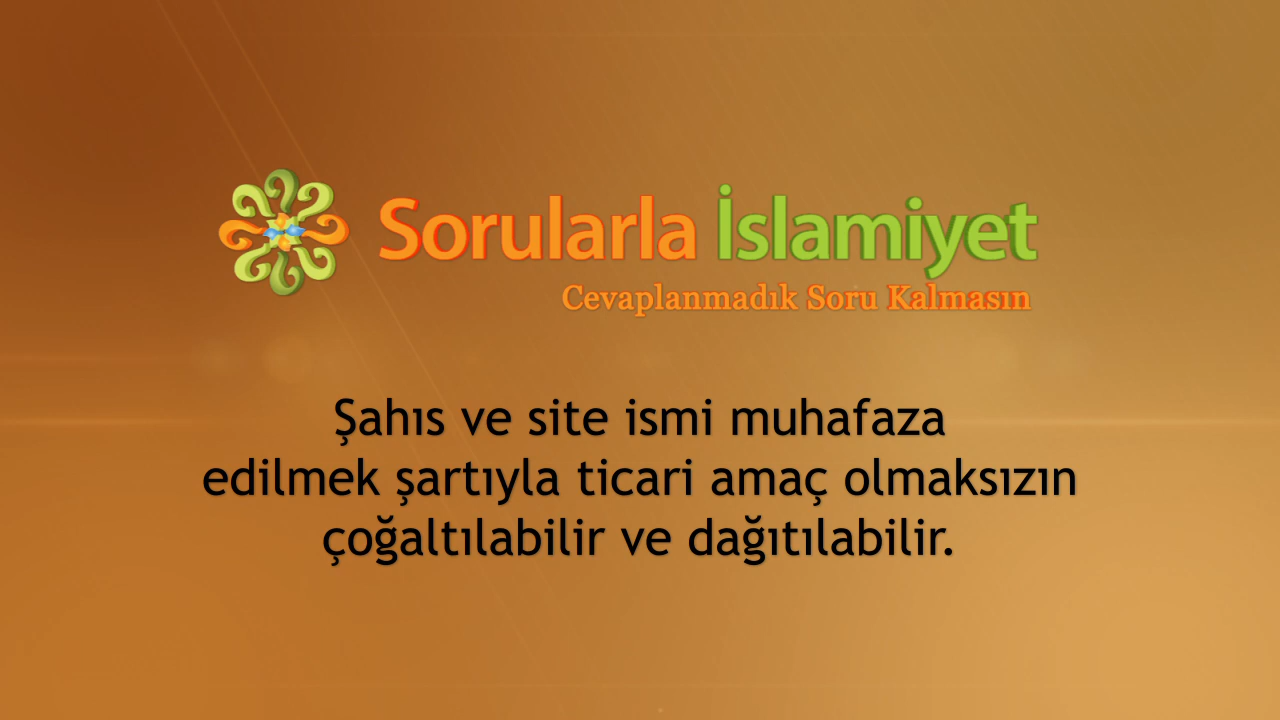 Sorularla İslamiyet
Cevaplanmadık Soru Kalmasın
Şahıs ve site ismi muhafaza
edilmek şartıyla ticari amaç olmaksızın
çoğaltılabilir ve dağıtılabilir.